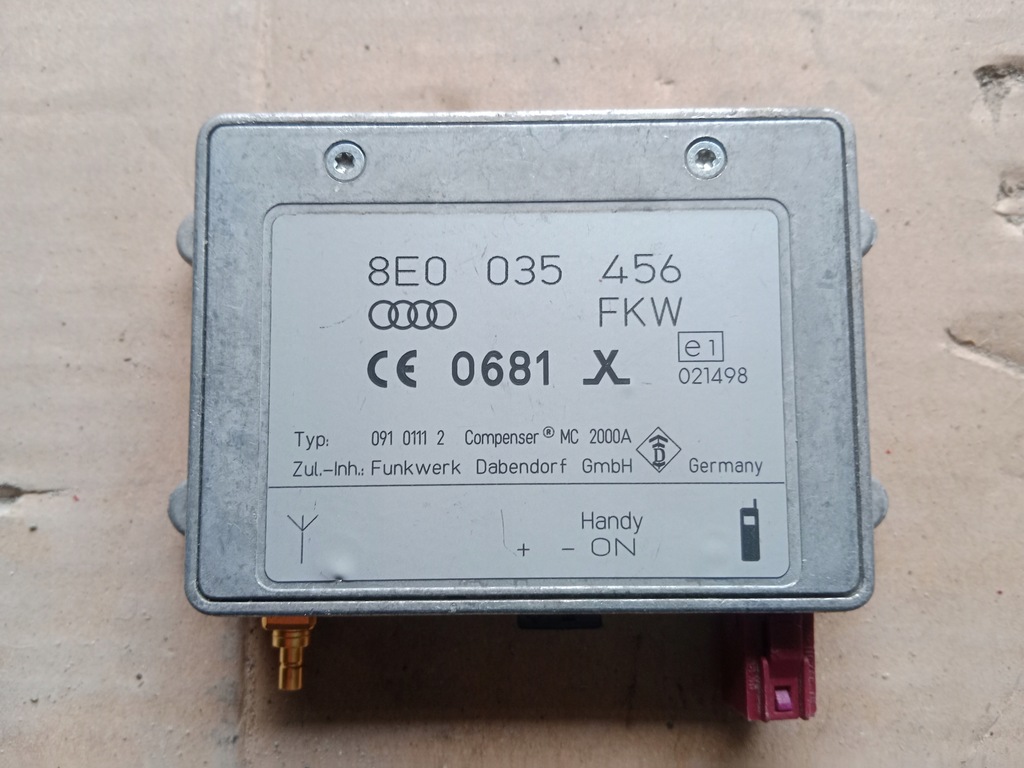 8E0 035 456
FKW
CE 0681 X
e1
021498
Typ: 091 0111 2 Compenser® MC 2000A
D
Zul.-Inh.: Funkwerk Dabendorf GmbH Germany
Handy
+ - ON